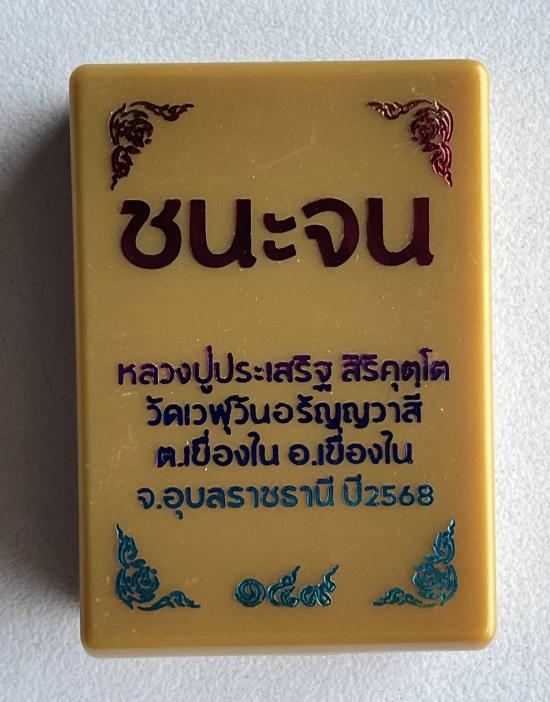 ชนะจน
หลวงปู่ประเสริฐ สิริคุตฺโต
วัดเวฬุวันอรัญญวาสี
ต.เขื่องใน อ.เขื่องใน
จ.อุบลราชธานี ปี2568
๑๕๙